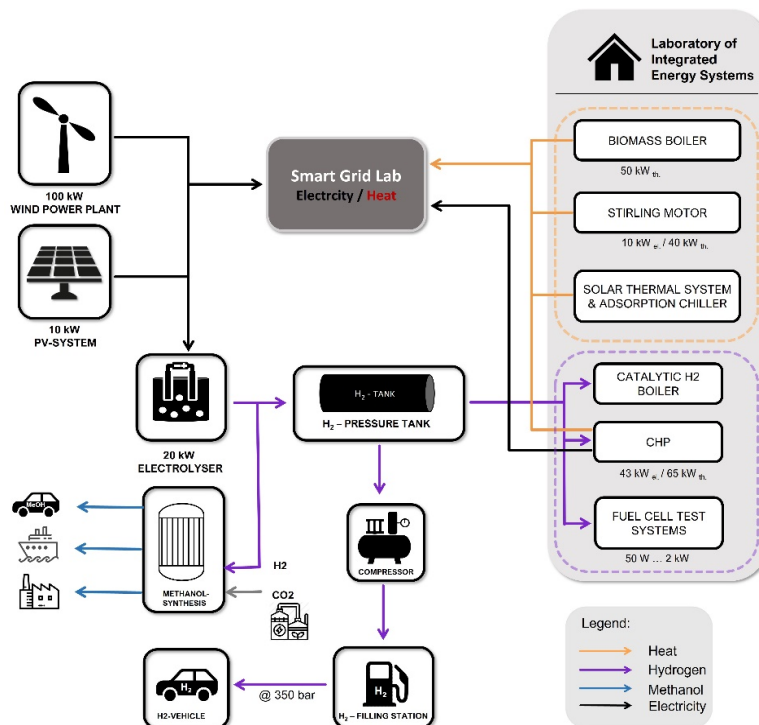 Laboratory of
Integrated
Energy Systems
BIOMASS BOILER
50 kW th.
STIRLING MOTOR
10 kW el. / 40 kW th.
SOLAR THERMAL SYSTEM
& ADSORPTION CHILLER
Smart Grid Lab
Electrcity / Heat
100 kW
WIND POWER PLANT
10 kW
PV-SYSTEM
20 kW
ELECTROLYSER
H2 - TANK
H2 – PRESSURE TANK
CATALYTIC H2
BOILER
CHP
43 kW el. / 65 kW th.
FUEL CELL TEST
SYSTEMS
50 W ... 2 kW
MeOH
METHANOL-
SYNTHESIS
H2
CO2
COMPRESSOR
H2
H2-VEHICLE
@ 350 bar
H2
H2 – FILLING STATION
Legend:
Heat
Hydrogen
Methanol
Electricity